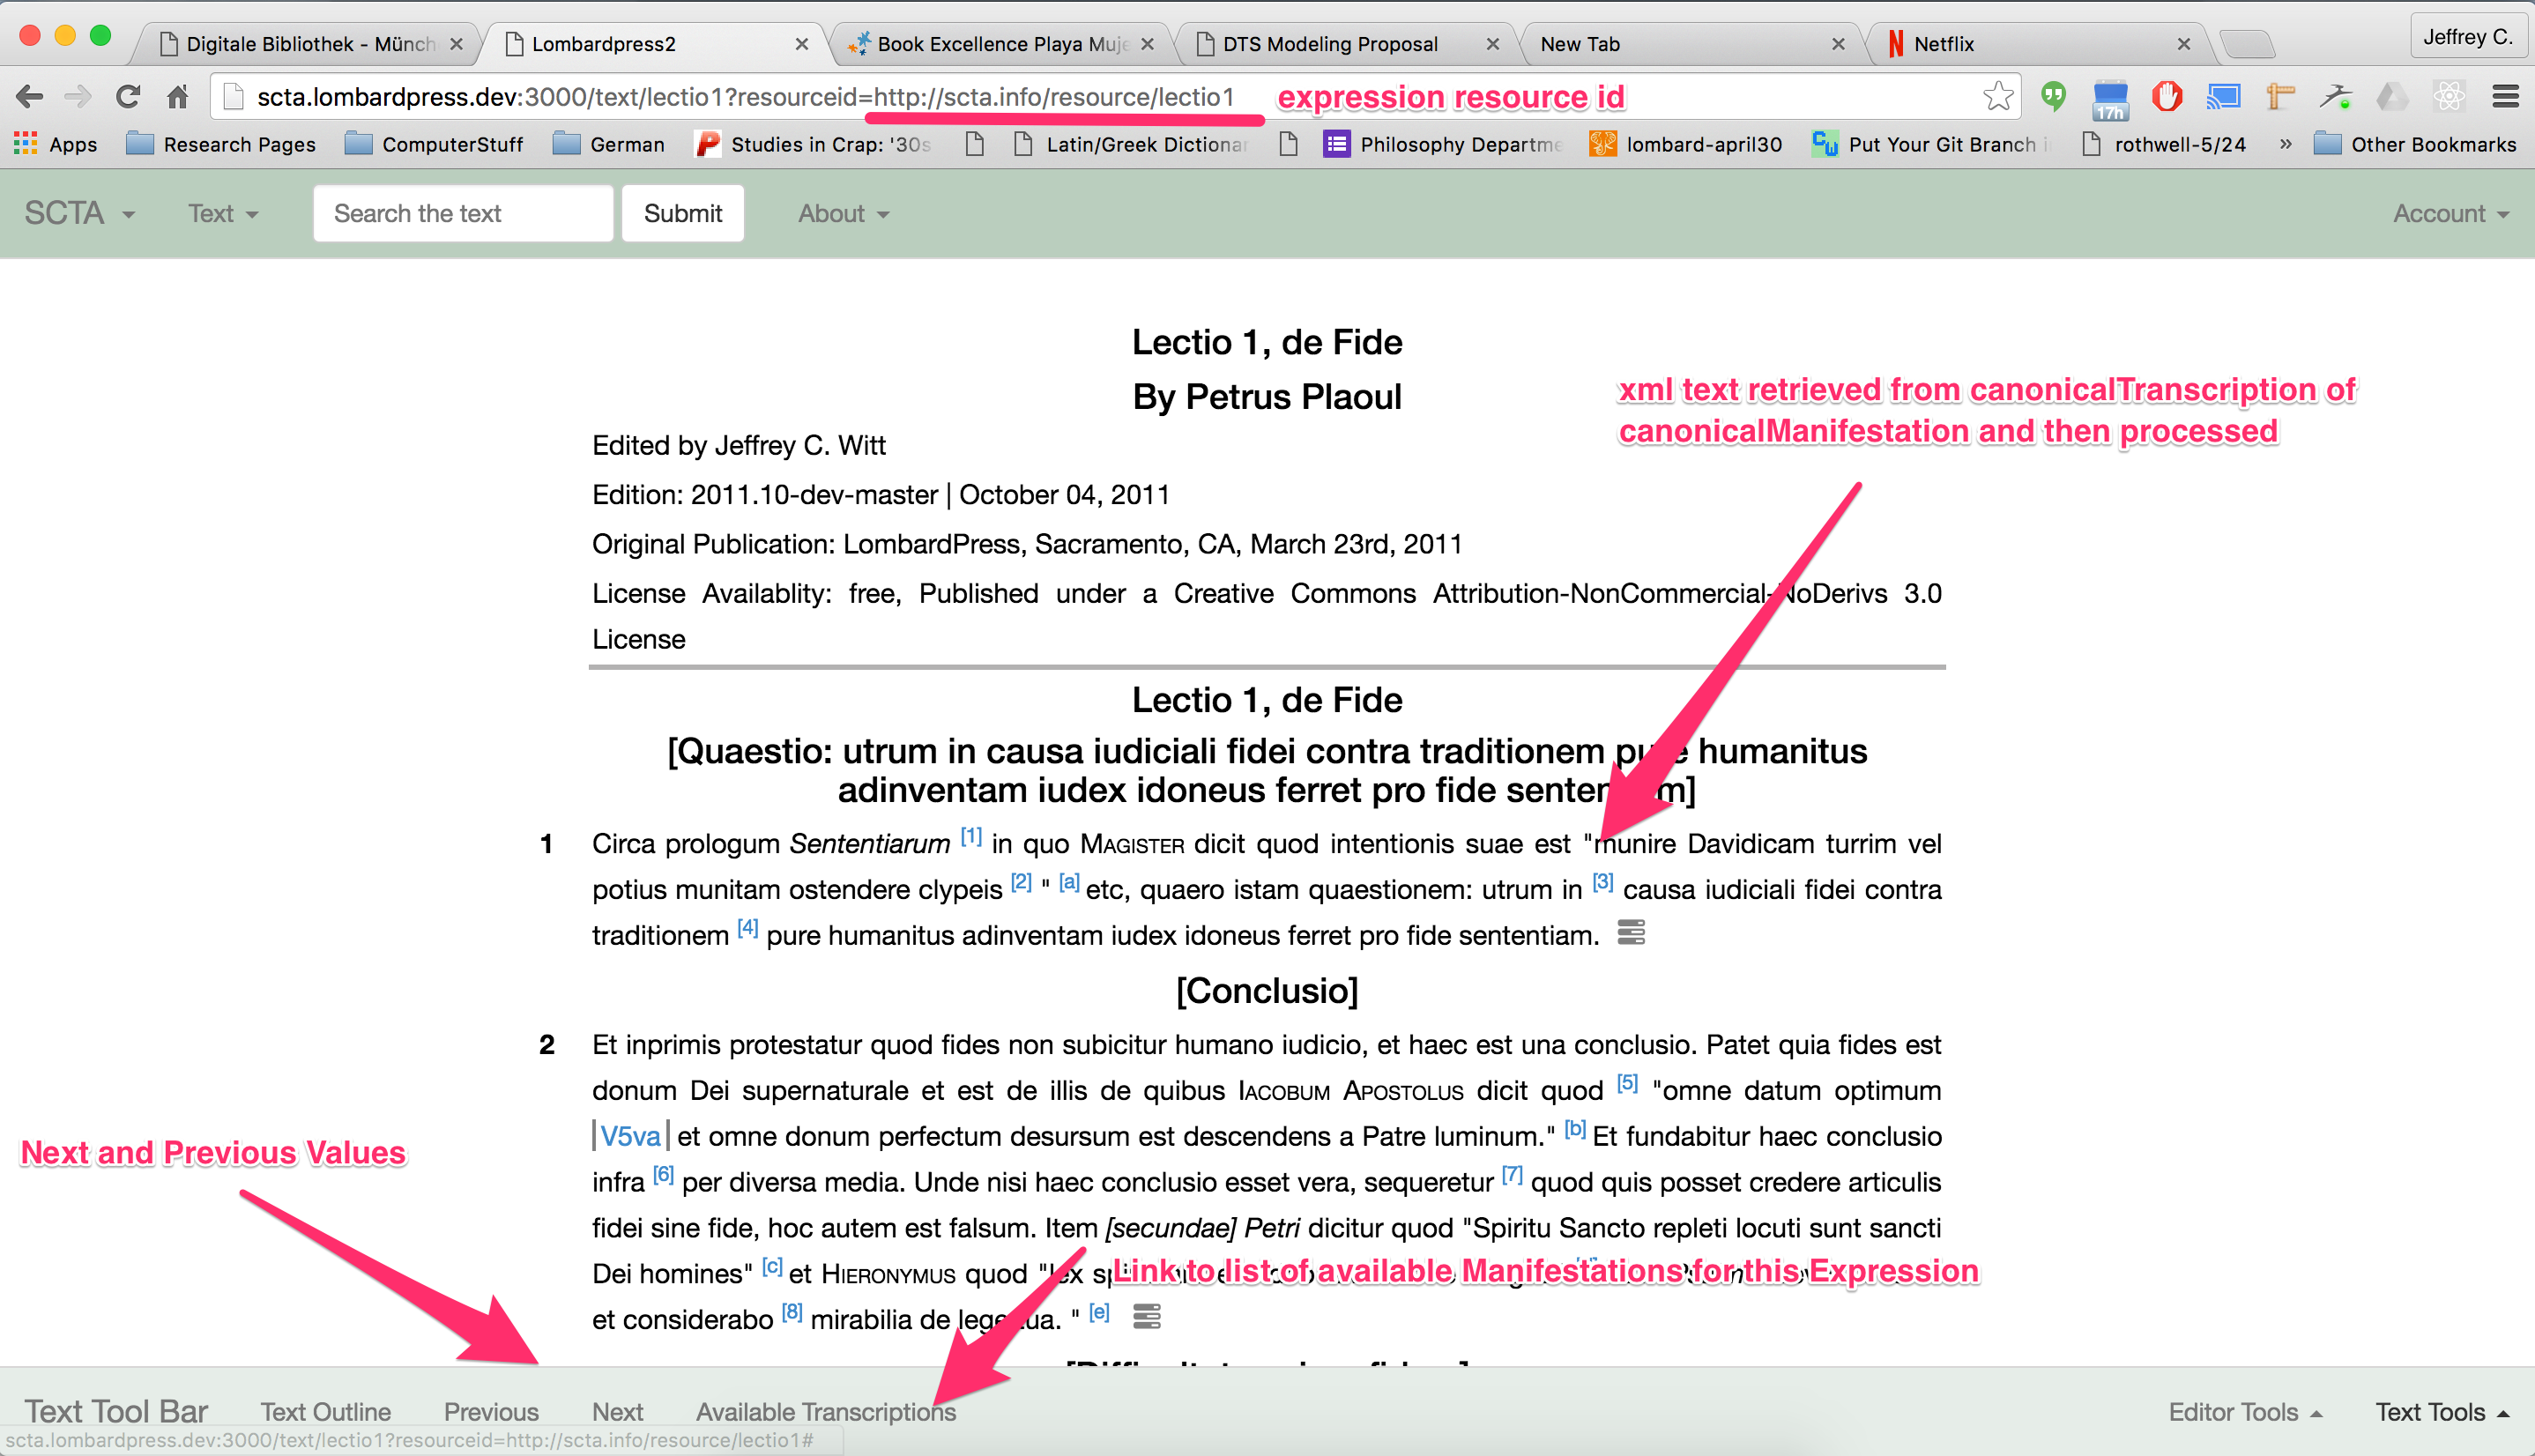 Digitale Bibliothek - Münch
Lombardpress2
Book Excellence Playa Muje
DTS Modeling Proposal
New Tab
Netflix
Jeffrey C.
scta.lombardpress.dev:3000/text/lectio1?resourceid=http://scta.info/resource/lectio1
expression resource id
17h
Apps
Research Pages
ComputerStuff
German
Studies in Crap: '30s
Latin/Greek Dictionar
Philosophy Departme
lombard-april30
Put Your Git Branch i
rothwell-5/24
»
Other Bookmarks
SCTA
Text
Search the text
Submit
About
Account
Lectio 1, de Fide
By Petrus Plaoul
xml text retrieved from canonicalTranscription of
canonicalManifestation and then processed
Edited by Jeffrey C. Witt
Edition: 2011.10-dev-master | October 04, 2011
Original Publication: LombardPress, Sacramento, CA, March 23rd, 2011
License Availablity: free, Published under a Creative Commons Attribution-NonCommercial-NoDerivs 3.0
License
Lectio 1, de Fide
[Quaestio: utrum in causa iudiciali fidei contra traditionem pure humanitus
adinventam iudex idoneus ferret pro fide sententiam]
1 Circa prologum Sententiarum [1] in quo MAGISTER dicit quod intentionis suae est "munire Davidicam turrim vel
potius munitam ostendere clypeis [2] " [a] etc, quaero istam quaestionem: utrum in [3] causa iudiciali fidei contra
traditionem [4] pure humanitus adinventam iudex idoneus ferret pro fide sententiam.
[Conclusio]
2 Et inprimis protestatur quod fides non subicitur humano iudicio, et haec est una conclusio. Patet quia fides est
donum Dei supernaturale et est de illis de quibus IACOBUM APOSTOLUS dicit quod [5] "omne datum optimum
|V5va| et omne donum perfectum desursum est descendens a Patre luminum." [b] Et fundabitur haec conclusio
infra [6] per diversa media. Unde nisi haec conclusio esset vera, sequeretur [7] quod quis posset credere articulis
fidei sine fide, hoc autem est falsum. Item [secundae] Petri dicitur quod "Spiritu Sancto repleti locuti sunt sancti
Dei homines" [c] et HIERONYMUS quod "lex
et considerabo [8] mirabilia de lege tua. " [e]
Next and Previous Values
Link to list of available Manifestations for this Expression
Text Tool Bar
Text Outline
Previous
Next
Available Transcriptions
Editor Tools
Text Tools
scta.lombardpress.dev:3000/text/lectio1?resourceid=http://scta.info/resource/lectio1#